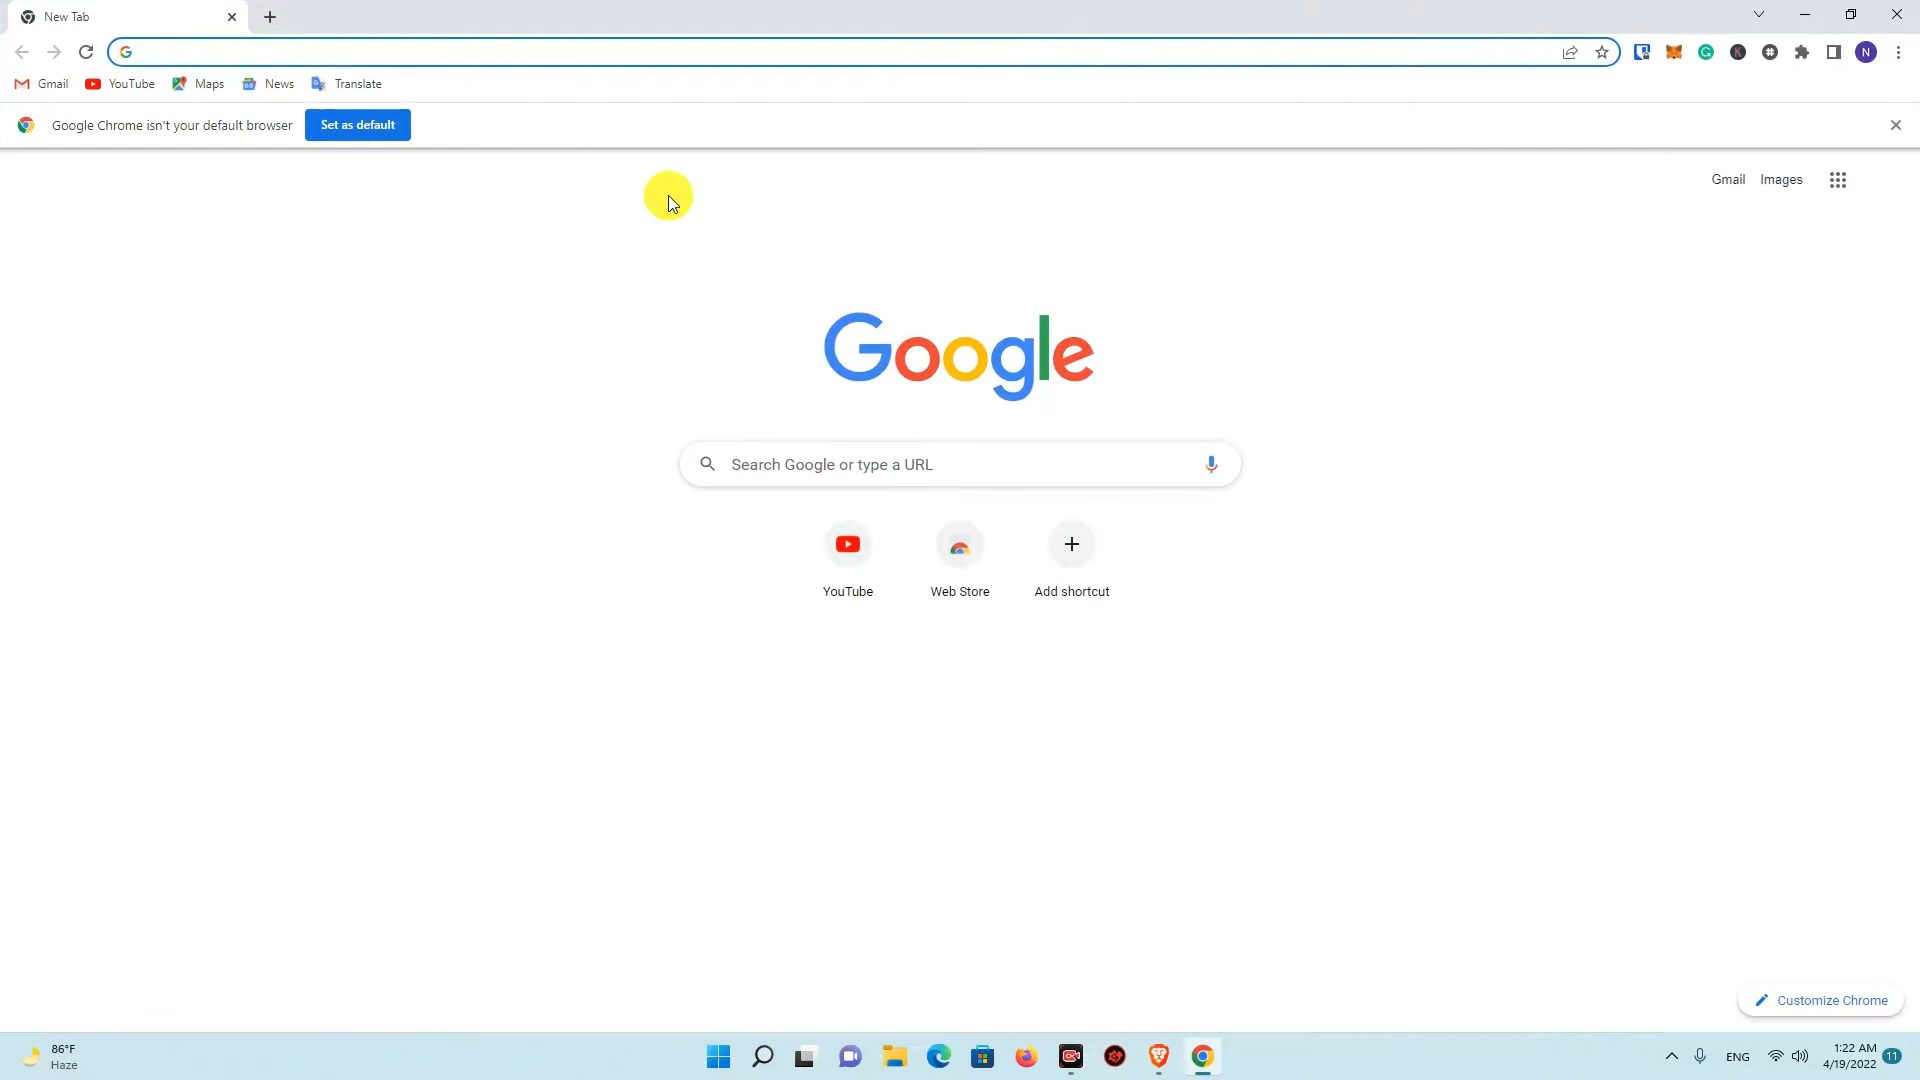 New Tab
Gmail YouTube Maps News Translate
Google Chrome isn't your default browser Set as default
Gmail Images
Google
Search Google or type a URL
YouTube Web Store Add shortcut
Customize Chrome
86°F
Haze
ENG
1:22 AM
4/19/2022
11
N